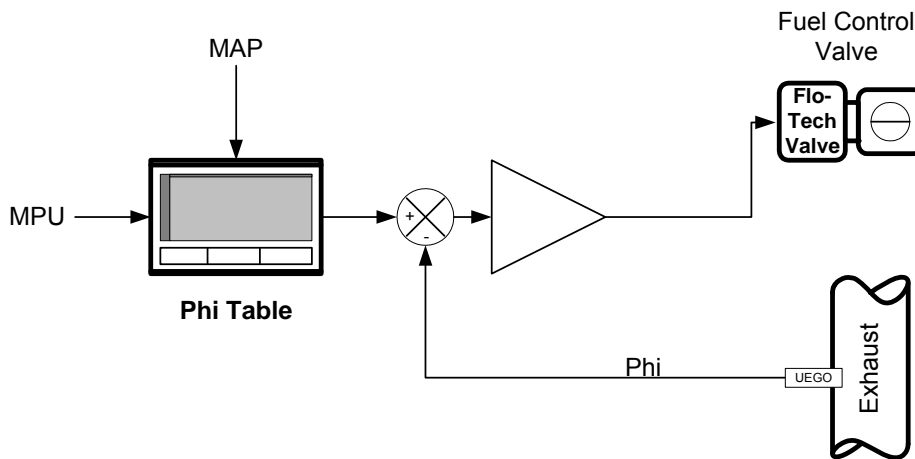 Fuel Control
Valve
MAP
Flo-
Tech
Valve
MPU
+
-
Phi Table
Phi
UEGO
Exhaust